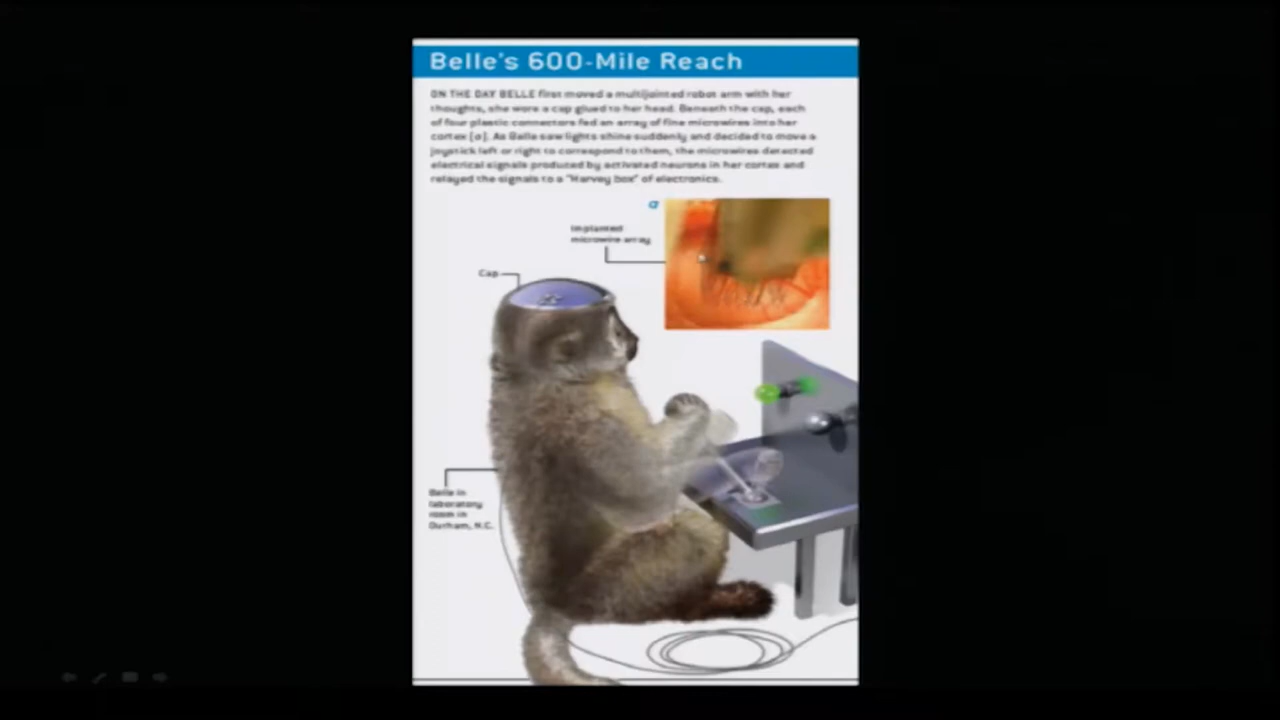 Belle's 600-Mile Reach
ON THE DAY BELLE first moved a multijointed robot arm with her
thoughts, she wore a cap glued to her head. Beneath the cap, each
of four plastic connectors fed an array of fine microwires into her
cortex (a). As Belle saw lights shine suddenly and decided to move a
joystick left or right to correspond to them, the microwires detected
electrical signals produced by activated neurons in her cortex and
relayed the signals to a "Harvey box" of electronics.
a
Implanted
microwire array
Cap
Belle in
laboratory
room in
Durham, N.C.